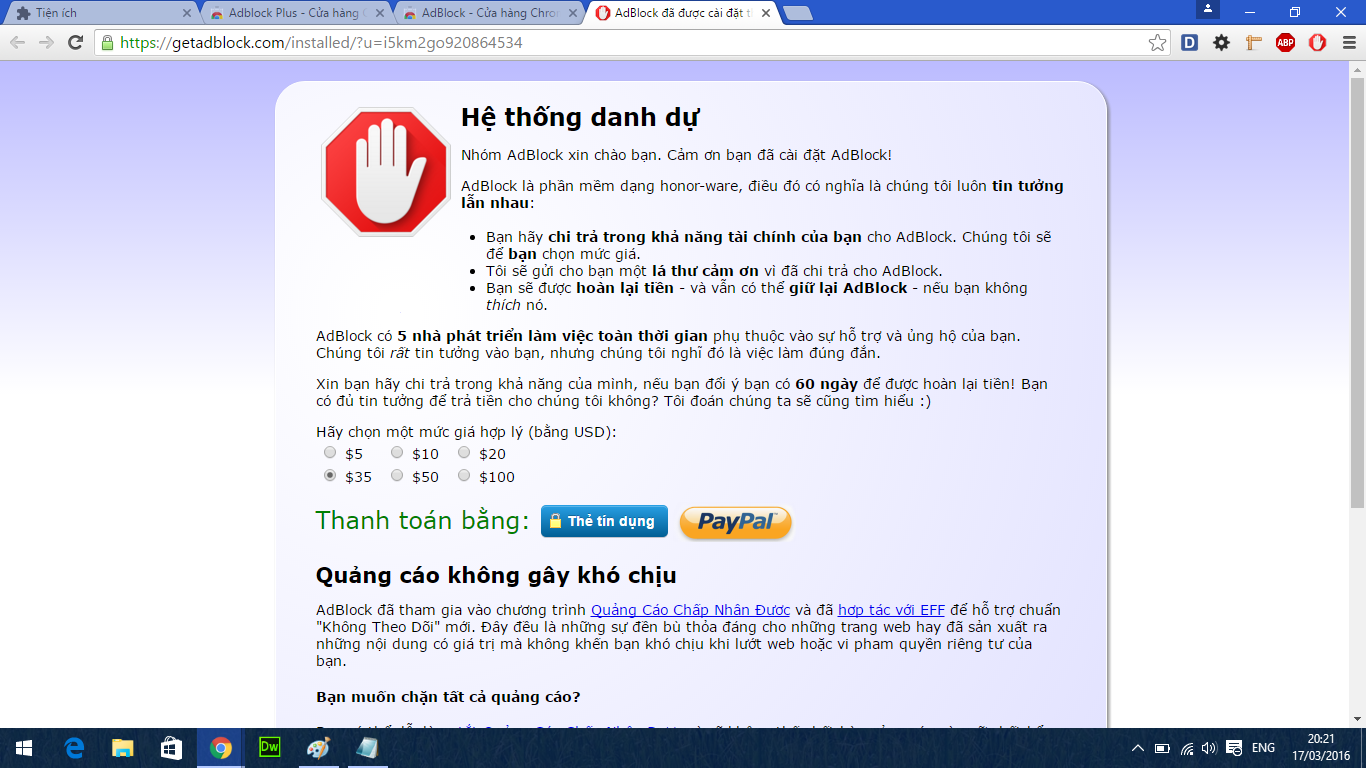 Tiện ích
Adblock Plus - Cửa hàng C
AdBlock - Cửa hàng Chrom
AdBlock đã được cài đặt t
https://getadblock.com/installed/?u=i5km2go920864534
D
ABP
Hệ thống danh dự
Nhóm AdBlock xin chào bạn. Cảm ơn bạn đã cài đặt AdBlock!
AdBlock là phần mềm dạng honor-ware, điều đó có nghĩa là chúng tôi luôn tin tưởng
lẫn nhau:
Bạn hãy chi trả trong khả năng tài chính của bạn cho AdBlock. Chúng tôi sẽ
để bạn chọn mức giá.
Tôi sẽ gửi cho bạn một lá thư cảm ơn vì đã chi trả cho AdBlock.
Bạn sẽ được hoàn lại tiền - và vẫn có thể giữ lại AdBlock - nếu bạn không
thích nó.
AdBlock có 5 nhà phát triển làm việc toàn thời gian phụ thuộc vào sự hỗ trợ và ủng hộ của bạn.
Chúng tôi rất tin tưởng vào bạn, nhưng chúng tôi nghĩ đó là việc làm đúng đắn.
Xin bạn hãy chi trả trong khả năng của mình, nếu bạn đổi ý bạn có 60 ngày để được hoàn lại tiền! Bạn
có đủ tin tưởng để trả tiền cho chúng tôi không? Tôi đoán chúng ta sẽ cùng tìm hiểu :)
Hãy chọn một mức giá hợp lý (bằng USD):
$5 $10 $20
$35 $50 $100
Thanh toán bằng: Thẻ tín dụng PayPal
Quảng cáo không gây khó chịu
AdBlock đã tham gia vào chương trình Quảng Cáo Chấp Nhận Được và đã hợp tác với EFF để hỗ trợ chuẩn
"Không Theo Dõi" mới. Đây đều là những sự đền bù thỏa đáng cho những trang web hay đã sản xuất ra
những nội dung có giá trị mà không khến bạn khó chịu khi lướt web hoặc vi phạm quyền riêng tư của
bạn.
Bạn muốn chặn tất cả quảng cáo?
Dw
ENG
20:21
17/03/2016